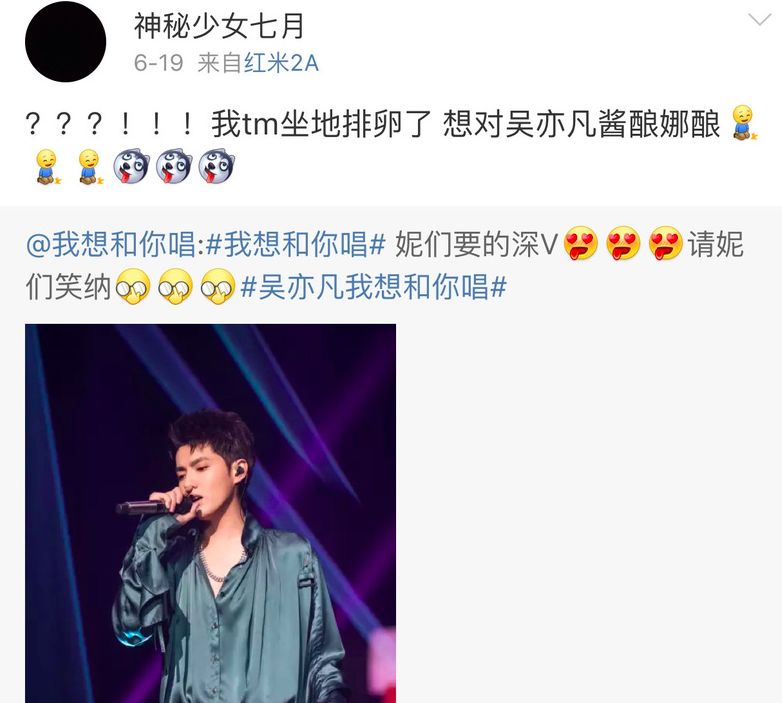 神秘少女七月
6-19 来自红米2A
？？？！！！我tm坐地排卵了 想对吴亦凡酱酿娜酿
@我想和你唱:#我想和你唱# 妮们要的深V请妮
们笑纳#吴亦凡我想和你唱#